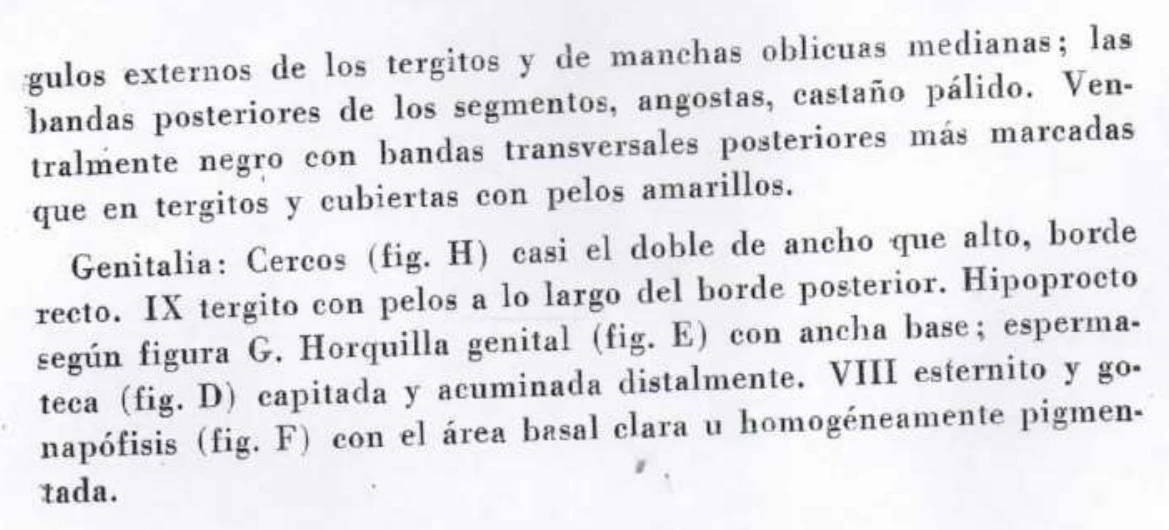 gulos externos de los tergitos y de manchas oblicuas medianas; las
bandas posteriores de los segmentos, angostas, castaño pálido. Ven-
tralmente negro con bandas transversales posteriores más marcadas
que en tergitos y cubiertas con pelos amarillos.
Genitalia: Cercos (fig. H) casi el doble de ancho que alto, borde
recto. IX tergito con pelos a lo largo del borde posterior. Hipoprocto
según figura G. Horquilla genital (fig. E) con ancha base; esperma-
teca (fig. D) capitada y acuminada distalmente. VIII esternito y go-
napófisis (fig. F) con el área basal clara u homogéneamente pigmen-
tada.